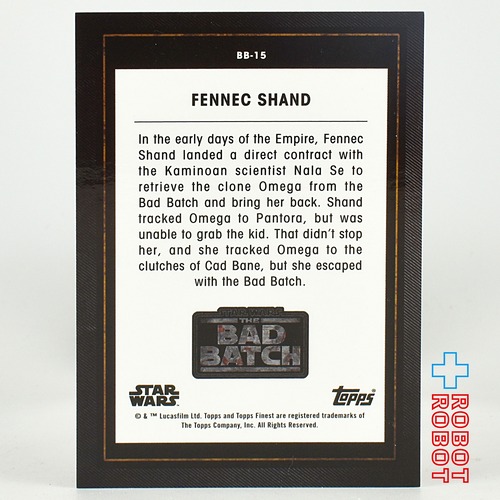 BB-15
FENNEC SHAND
In the early days of the Empire, Fennec
Shand landed a direct contract with
the Kaminoan scientist Nala Se to
retrieve the clone Omega from the
Bad Batch and bring her back. Shand
tracked Omega to Pantora, but was
unable to grab the kid. That didn't stop
her, and she tracked Omega to the
clutches of Cad Bane, but she escaped
with the Bad Batch.
STAR WARS
THE
BAD
BATCH
STAR
WARS
Topps®
© & ™ Lucasfilm Ltd. Topps and Topps Finest are registered trademarks of
The Topps Company, Inc. All Rights Reserved.
ROBOT
ROBOT